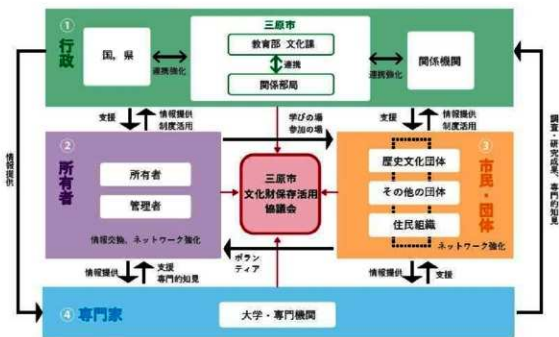 ① 行政
国，県
連携強化
三原市
教育部 文化課
連携
関係部局
連携強化
関係機関
支援
情報提供
制度活用
学びの場
参加の場
支援
情報提供
制度活用
情報提供
調査・研究成果、専門的知見
② 所有者
所有者
管理者
情報交換、ネットワーク強化
三原市
文化財保存活用
協議会
③ 市民・団体
歴史文化団体
その他の団体
住民組織
ネットワーク強化
ボラン
ティア
情報提供
支援
専門的知見
情報提供
支援
④ 専門家
大学・専門機関